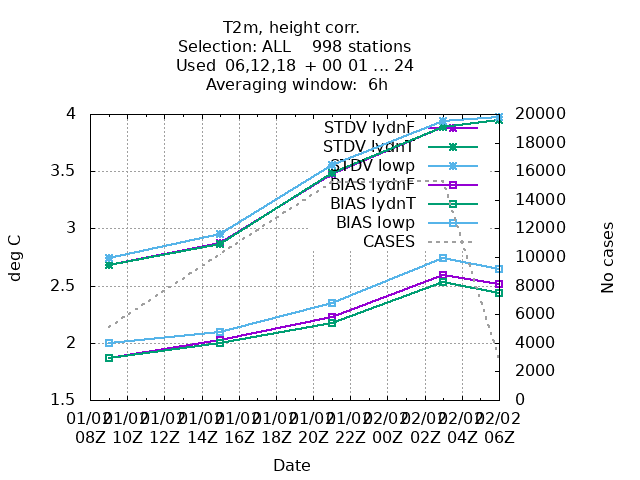 T2m, height corr.
Selection: ALL 998 stations
Used 06,12,18 + 00 01 ... 24
Averaging window: 6h
4
3.5
3
2.5
2
1.5
deg C
20000
18000
16000
14000
12000
10000
8000
6000
4000
2000
0
No cases
STDV lydnF
STDV lydnT
STDV lowp
BIAS lydnF
BIAS lydnT
BIAS lowp
CASES
01/02 01/02 01/02 01/02 01/02 01/02 01/02 01/02 02/02 02/02 02/02 02/02
08Z 10Z 12Z 14Z 16Z 18Z 20Z 22Z 00Z 02Z 04Z 06Z
Date